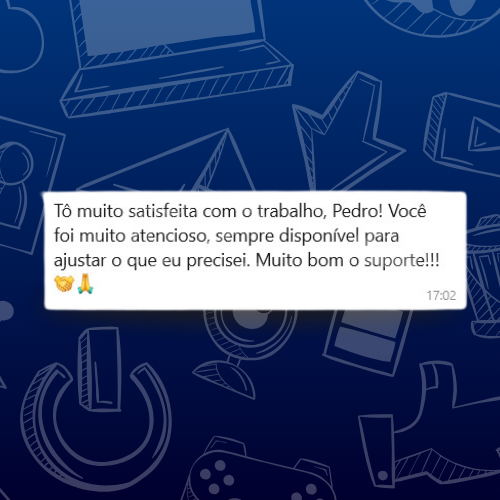 Tô muito satisfeita com o trabalho, Pedro! Você
foi muito atencioso, sempre disponível para
ajustar o que eu precisei. Muito bom o suporte!!!
🤝🙏
17:02